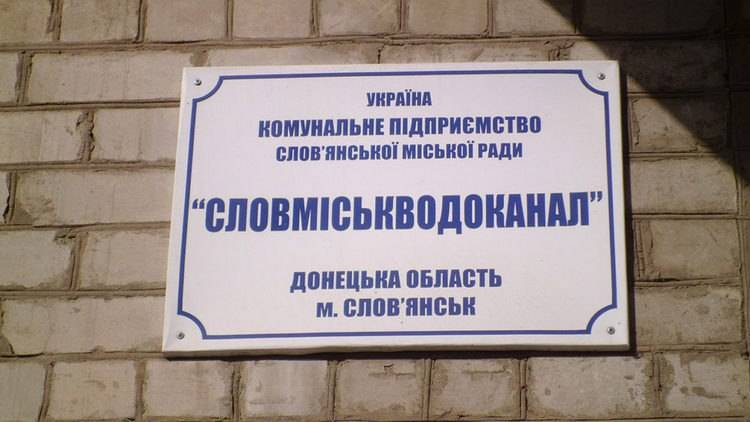 УКРАЇНА
КОМУНАЛЬНЕ ПІДПРИЄМСТВО
СЛОВ'ЯНСЬКОЇ МІСЬКОЇ РАДИ
“СЛОВМІСЬКВОДОКАНАЛ”
ДОНЕЦЬКА ОБЛАСТЬ
м. СЛОВ'ЯНСЬК